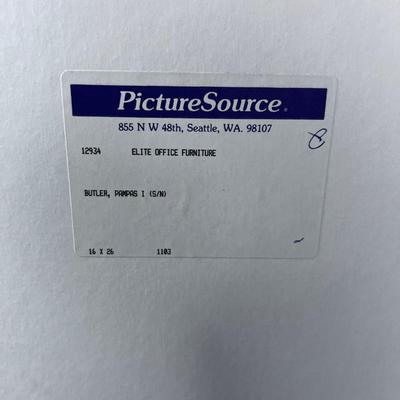 PictureSource®
855 N W 48th, Seattle, WA. 98107
12934 ELITE OFFICE FURNITURE
BUTLER, PAMPAS I (S/N)
16 X 26 1103